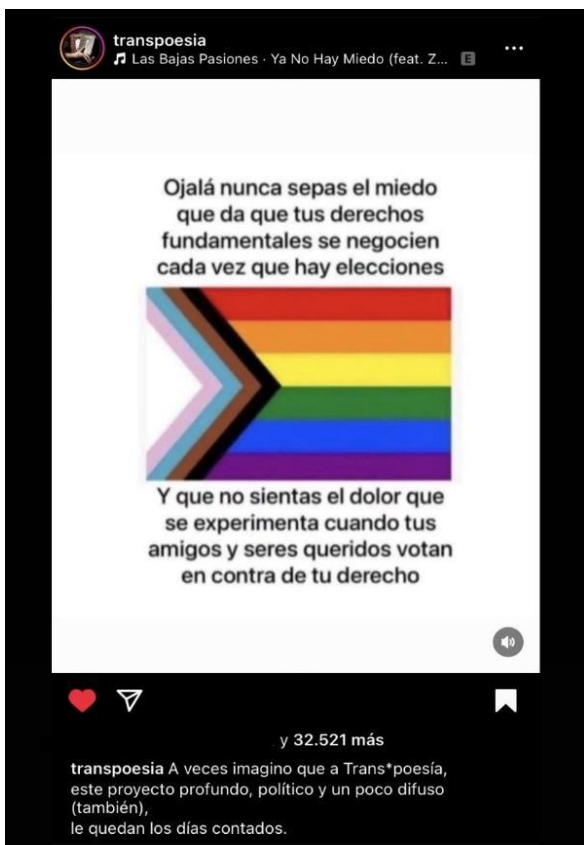 transpoesia
Las Bajas Pasiones · Ya No Hay Miedo (feat. Z... E
Ojalá nunca sepas el miedo
que da que tus derechos
fundamentales se negocien
cada vez que hay elecciones
Y que no sientas el dolor que
se experimenta cuando tus
amigos y seres queridos votan
en contra de tu derecho
y 32.521 más
transpoesia A veces imagino que a Trans*poesía,
este proyecto profundo, político y un poco difuso
(también),
le quedan los días contados.